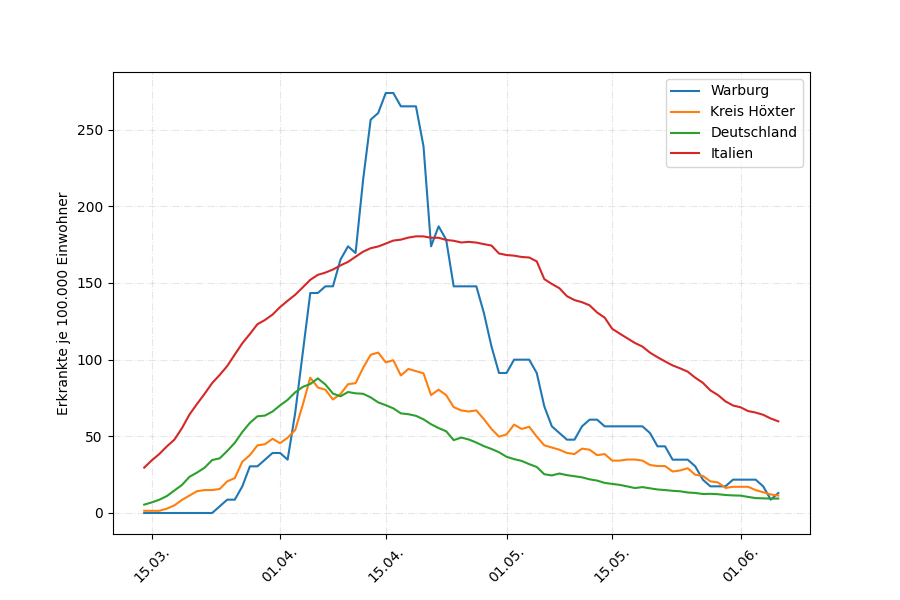 Warburg
Kreis Höxter
Deutschland
Italien
Erkrankte je 100.000 Einwohner
250
200
150
100
50
0
15.03.
01.04.
15.04.
01.05.
15.05.
01.06.